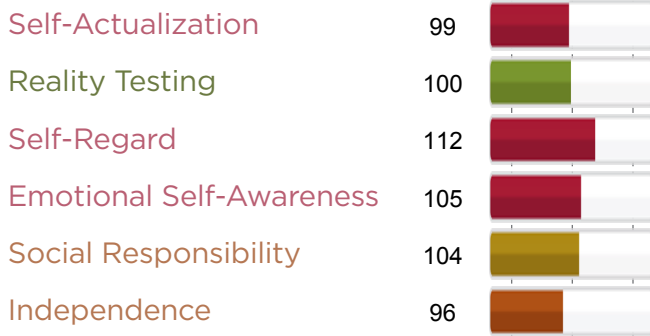 Self-Actualization 99
Reality Testing 100
Self-Regard 112
Emotional Self-Awareness 105
Social Responsibility 104
Independence 96